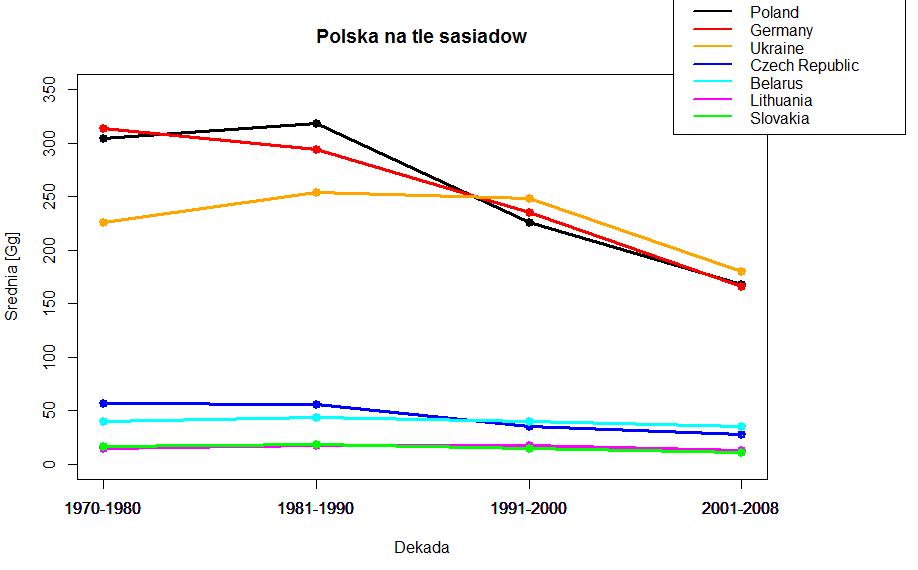 Polska na tle sasiadow
Poland
Germany
Ukraine
Czech Republic
Belarus
Lithuania
Slovakia
Srednia [Gg]
350
300
250
200
150
100
50
0
1970-1980
1981-1990
1991-2000
2001-2008
Dekada